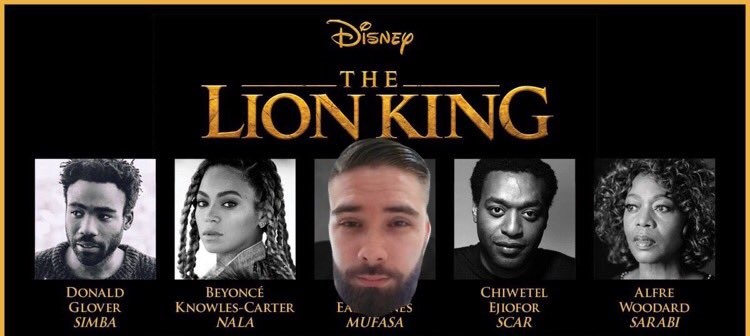 DISNEY
THE
LION KING
DONALD
GLOVER
SIMBA
BEYONCÉ
KNOWLES-CARTER
NALA
MUFASA
CHIWETEL
EJIOFOR
SCAR
ALFRE
WOODARD
SARABI